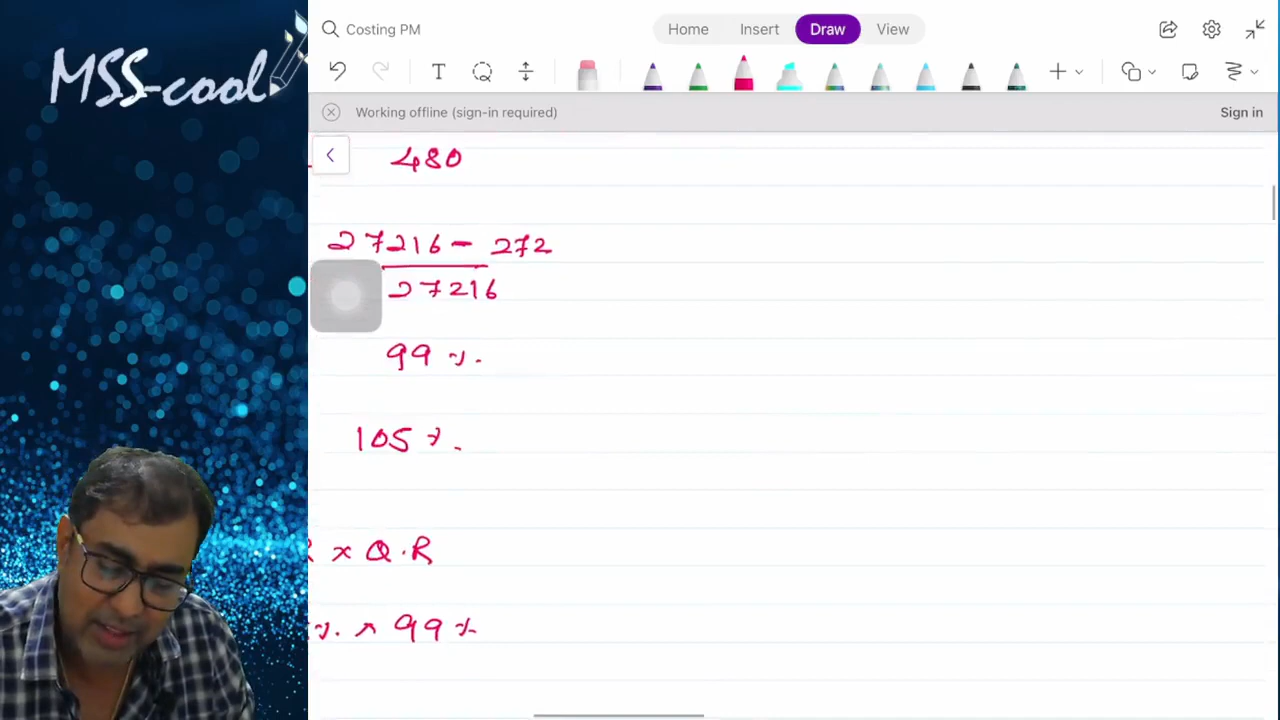 MSS-cool
Costing PM
Home Insert Draw View
Working offline (sign-in required)
Sign in
480
27216 - 272
27216
99 %.
105 %.
x Q.R
%. x 99 %